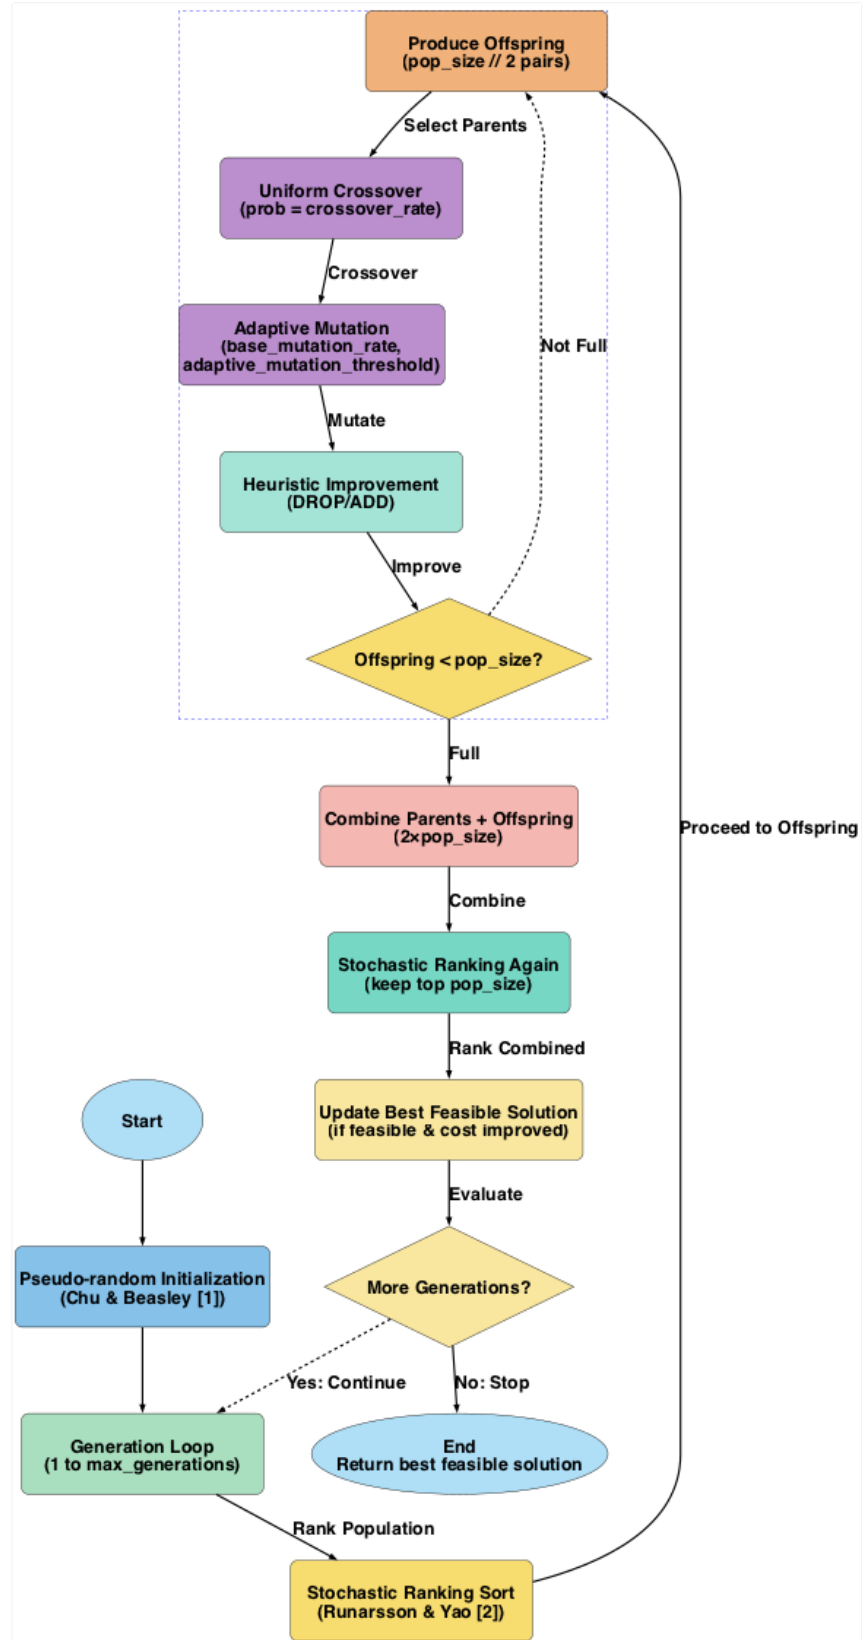 Produce Offspring
(pop_size // 2 pairs)
Select Parents
Uniform Crossover
(prob = crossover_rate)
Crossover
Adaptive Mutation
(base_mutation_rate,
adaptive_mutation_threshold)
Not Full
Mutate
Heuristic Improvement
(DROP/ADD)
Improve
Offspring < pop_size?
Full
Combine Parents + Offspring
(2×pop_size)
Proceed to Offspring
Combine
Stochastic Ranking Again
(keep top pop_size)
Rank Combined
Update Best Feasible Solution
(if feasible & cost improved)
Start
Evaluate
Pseudo-random Initialization
(Chu & Beasley [1])
More Generations?
Yes: Continue
No: Stop
Generation Loop
(1 to max_generations)
End
Return best feasible solution
Rank Population
Stochastic Ranking Sort
(Runarsson & Yao [2])